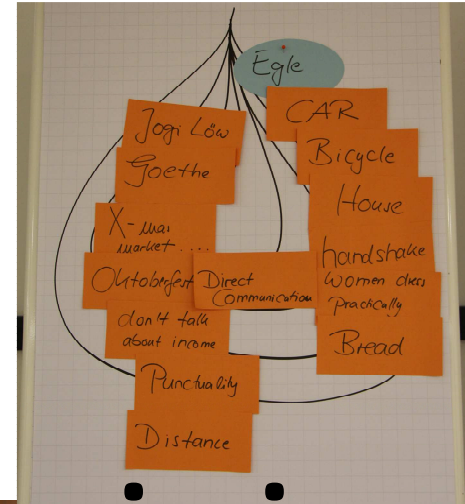 Egle
Jogi Löw
Goethe
X-mas
market....
Oktoberfest
don't talk
about income
Punctuality
Distance
Direct
Communication
CAR
Bicycle
House
handshake
Women dress
practically
Bread